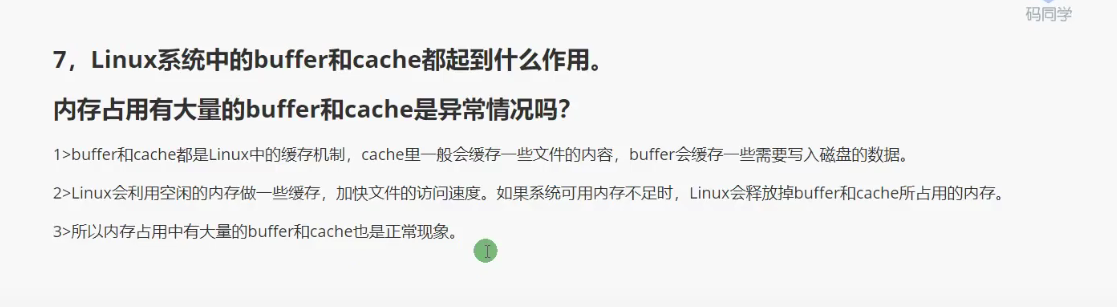 码同学
7，Linux系统中的buffer和cache都起到什么作用。
内存占用有大量的buffer和cache是异常情况吗？
1>buffer和cache都是Linux中的缓存机制，cache里一般会缓存一些文件的内容，buffer会缓存一些需要写入磁盘的数据。
2>Linux会利用空闲的内存做一些缓存，加快文件的访问速度。如果系统可用内存不足时，Linux会释放掉buffer和cache所占用的内存。
3>所以内存占用中有大量的buffer和cache也是正常现象。